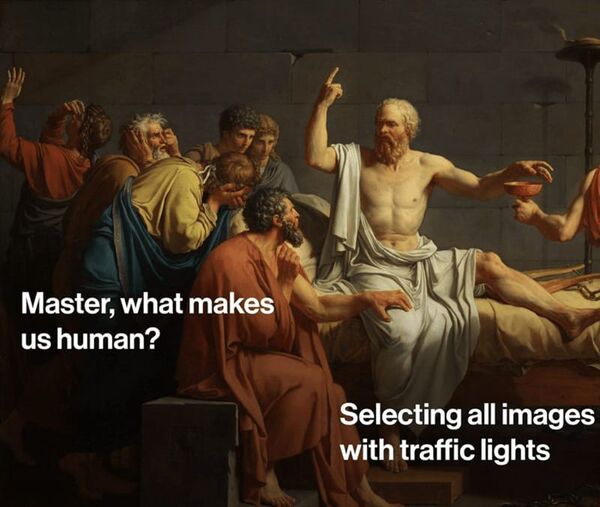 Master, what makes
us human?
Selecting all images
with traffic lights